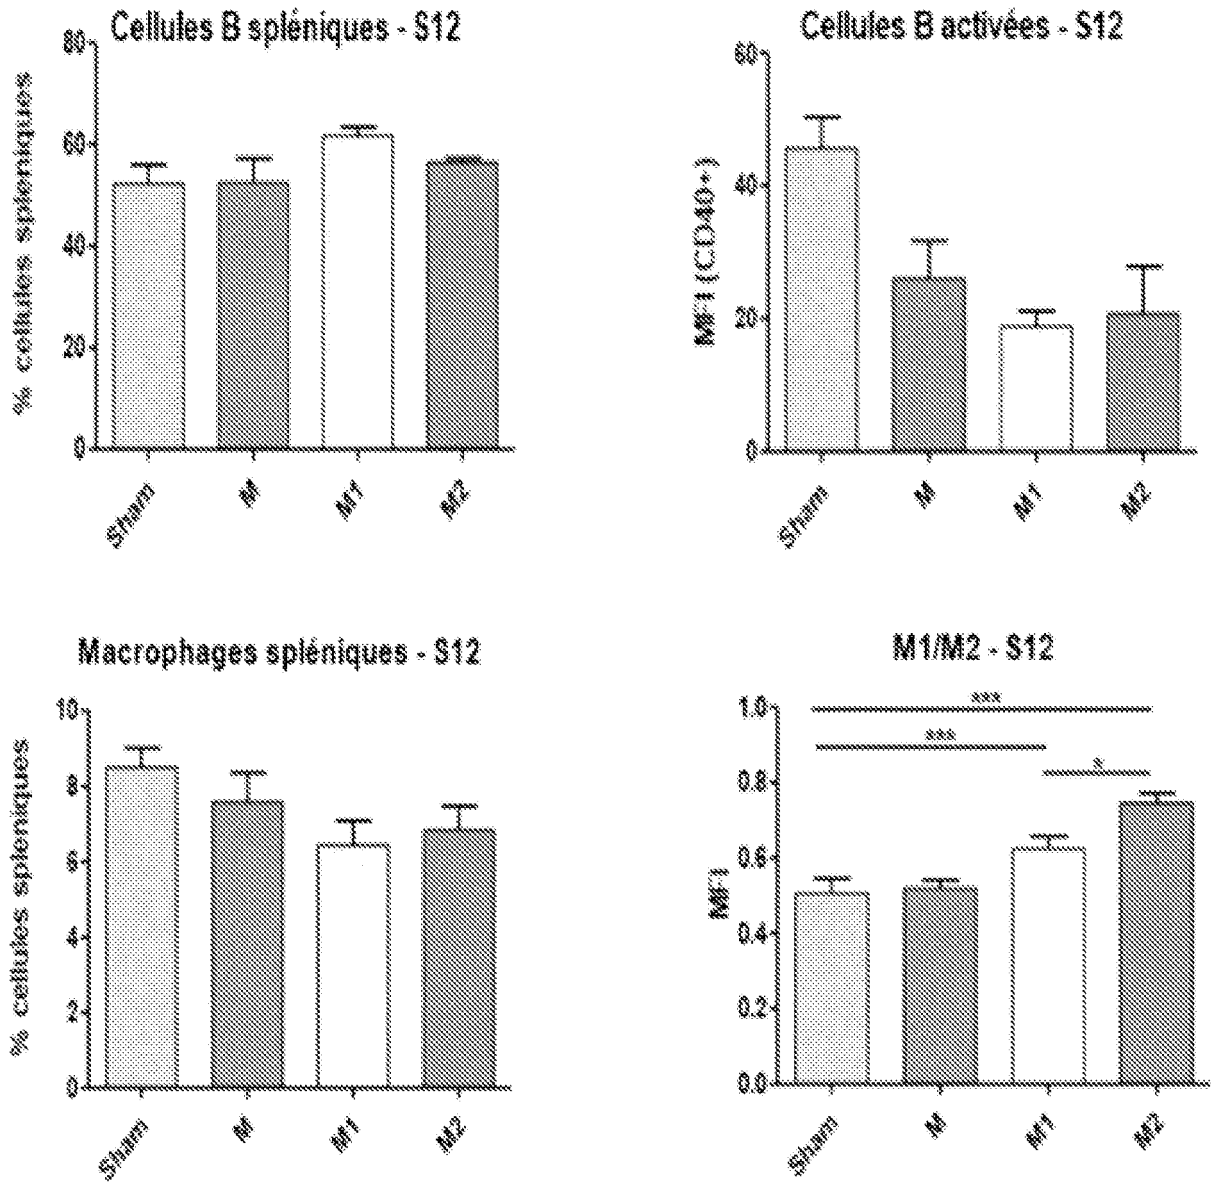 Cellules B spléniques - S12
% cellules spleniques
80
60
40
20
0
Sham
M
M1
M2
Cellules B activées - S12
MFI (CD40+)
60
40
20
0
Sham
M
M1
M2
Macrophages spléniques - S12
% cellules spleniques
10
8
6
4
2
0
Sham
M
M1
M2
M1/M2 - S12
MFI
1.0
0.8
0.6
0.4
0.2
0.0
***
***
*
Sham
M
M1
M2